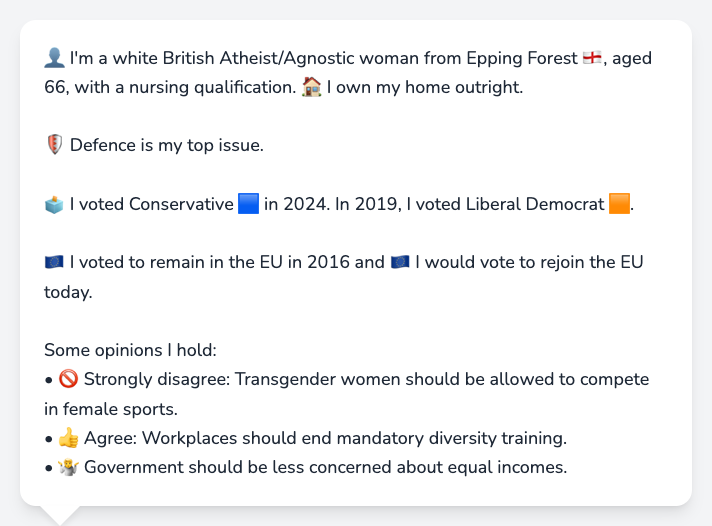 👤 I'm a white British Atheist/Agnostic woman from Epping Forest 🏴󠁧󠁢󠁥󠁮󠁧󠁿, aged
66, with a nursing qualification. 🏠 I own my home outright.
🛡️ Defence is my top issue.
🗳️ I voted Conservative 🟦 in 2024. In 2019, I voted Liberal Democrat 🟧.
🇪🇺 I voted to remain in the EU in 2016 and 🇪🇺 I would vote to rejoin the EU
today.
Some opinions I hold:
• 🚫 Strongly disagree: Transgender women should be allowed to compete
in female sports.
• 👍 Agree: Workplaces should end mandatory diversity training.
• 🤷 Government should be less concerned about equal incomes.